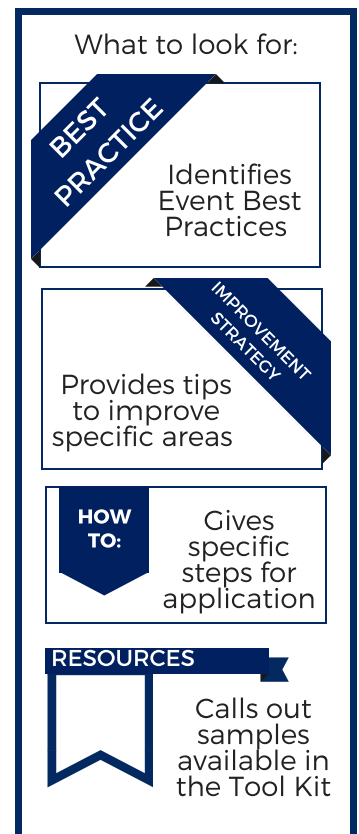 What to look for:
BEST
PRACTICE
Identifies
Event Best
Practices
IMPROVEMENT
STRATEGY
Provides tips
to improve
specific areas
HOW
TO:
Gives
specific
steps for
application
RESOURCES
Calls out
samples
available in
the Tool Kit